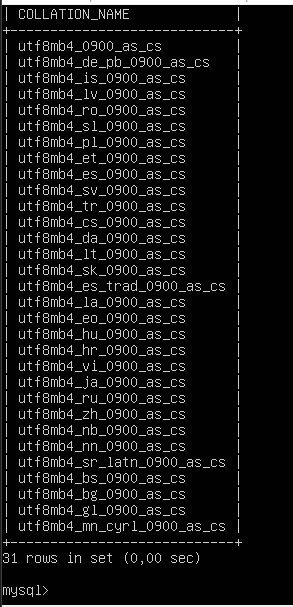 | COLLATION_NAME |
+----------------------------+
| utf8mb4_0900_as_cs |
| utf8mb4_de_pb_0900_as_cs |
| utf8mb4_is_0900_as_cs |
| utf8mb4_lv_0900_as_cs |
| utf8mb4_ro_0900_as_cs |
| utf8mb4_sl_0900_as_cs |
| utf8mb4_pl_0900_as_cs |
| utf8mb4_et_0900_as_cs |
| utf8mb4_es_0900_as_cs |
| utf8mb4_sv_0900_as_cs |
| utf8mb4_tr_0900_as_cs |
| utf8mb4_cs_0900_as_cs |
| utf8mb4_da_0900_as_cs |
| utf8mb4_lt_0900_as_cs |
| utf8mb4_sk_0900_as_cs |
| utf8mb4_es_trad_0900_as_cs |
| utf8mb4_la_0900_as_cs |
| utf8mb4_eo_0900_as_cs |
| utf8mb4_hu_0900_as_cs |
| utf8mb4_hr_0900_as_cs |
| utf8mb4_vi_0900_as_cs |
| utf8mb4_ja_0900_as_cs |
| utf8mb4_ru_0900_as_cs |
| utf8mb4_zh_0900_as_cs |
| utf8mb4_nb_0900_as_cs |
| utf8mb4_nn_0900_as_cs |
| utf8mb4_sr_latn_0900_as_cs |
| utf8mb4_bs_0900_as_cs |
| utf8mb4_bg_0900_as_cs |
| utf8mb4_gl_0900_as_cs |
| utf8mb4_mn_cyrl_0900_as_cs |
+----------------------------+
31 rows in set (0,00 sec)
mysql>